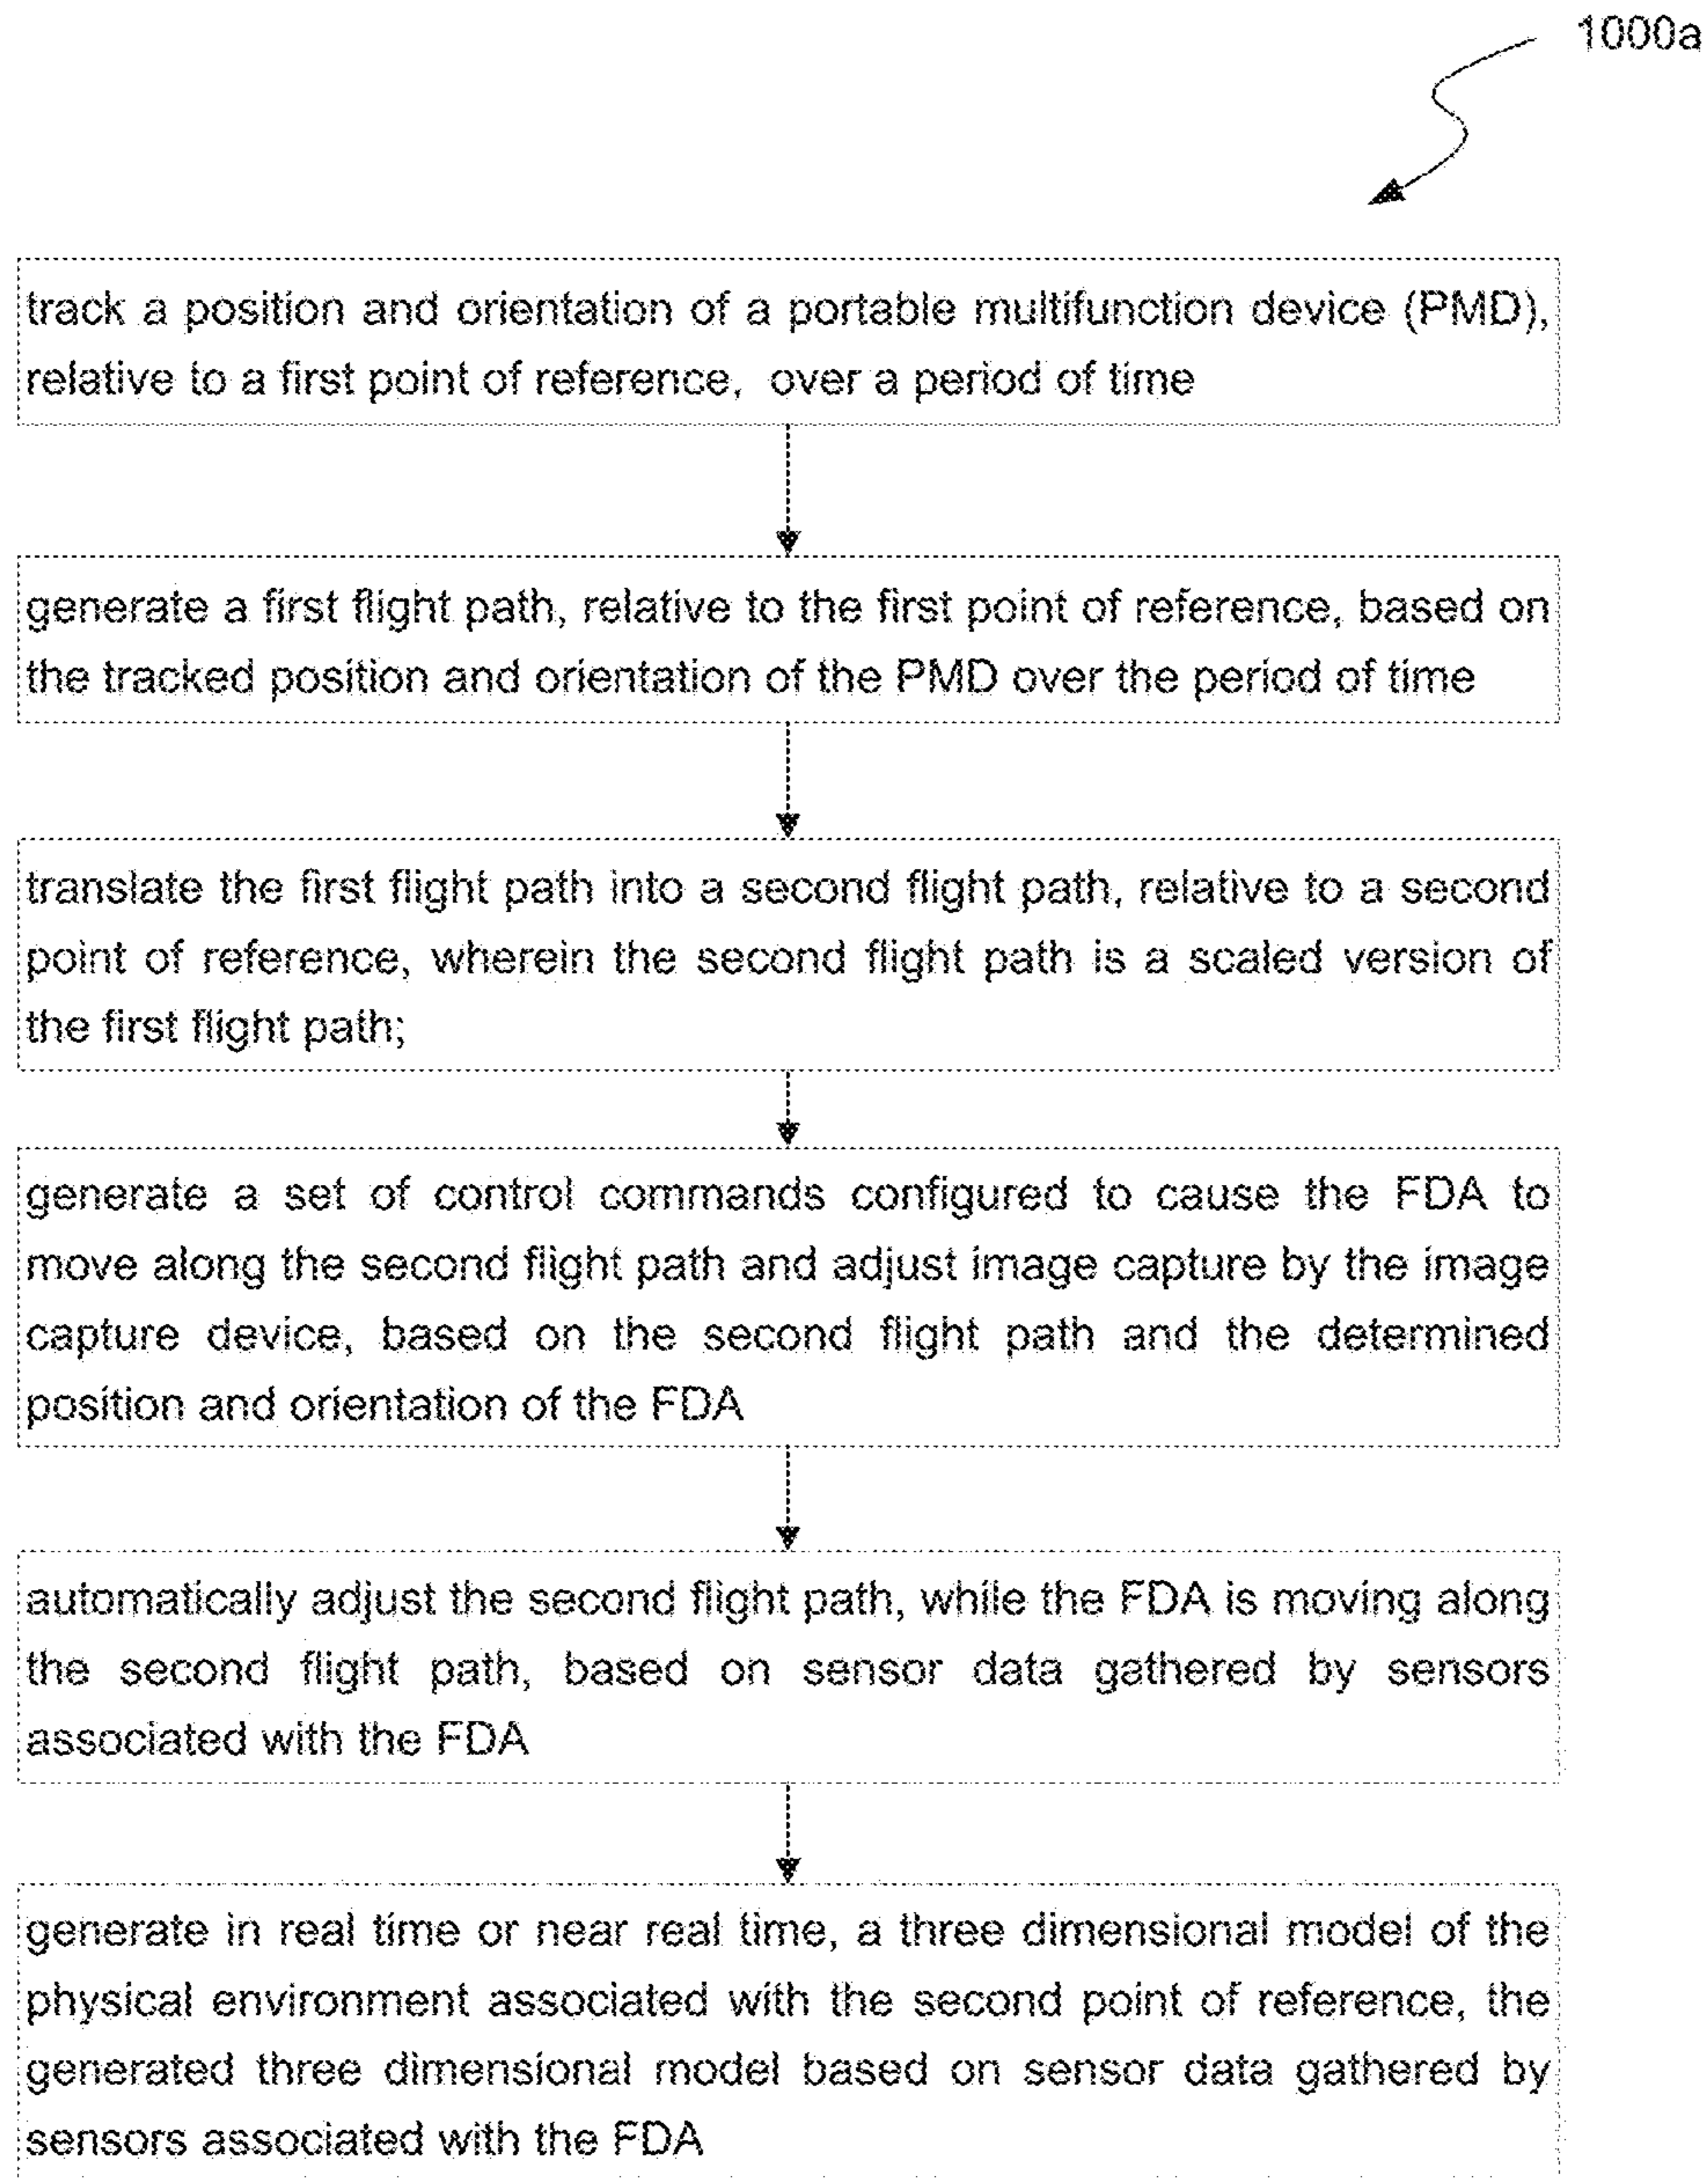 1000a
track a position and orientation of a portable multifunction device (PMD),
relative to a first point of reference, over a period of time
generate a first flight path, relative to the first point of reference, based on
the tracked position and orientation of the PMD over the period of time
translate the first flight path into a second flight path, relative to a second
point of reference, wherein the second flight path is a scaled version of
the first flight path;
generate a set of control commands configured to cause the FDA to
move along the second flight path and adjust image capture by the image
capture device, based on the second flight path and the determined
position and orientation of the FDA
automatically adjust the second flight path, while the FDA is moving along
the second flight path, based on sensor data gathered by sensors
associated with the FDA
generate in real time or near real time, a three dimensional model of the
physical environment associated with the second point of reference, the
generated three dimensional model based on sensor data gathered by
sensors associated with the FDA